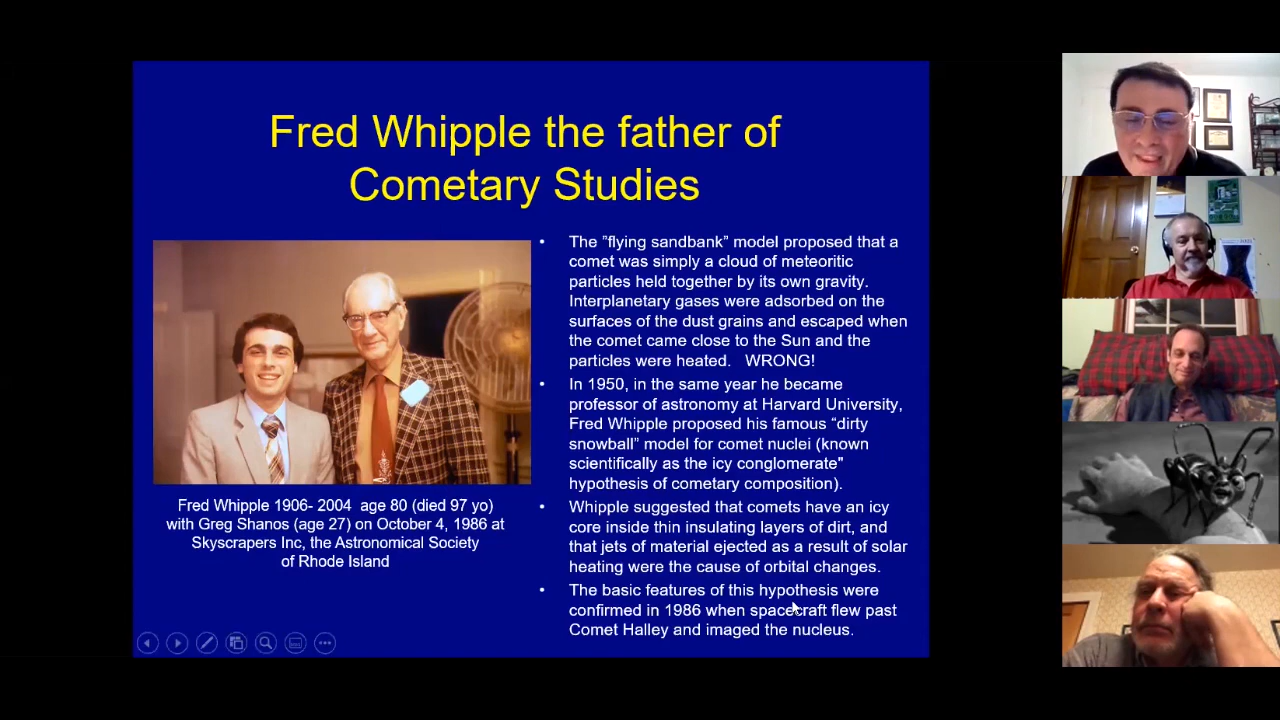 Fred Whipple the father of
Cometary Studies
• The ”flying sandbank” model proposed that a
comet was simply a cloud of meteoritic
particles held together by its own gravity.
Interplanetary gases were adsorbed on the
surfaces of the dust grains and escaped when
the comet came close to the Sun and the
particles were heated. WRONG!
• In 1950, in the same year he became
professor of astronomy at Harvard University,
Fred Whipple proposed his famous “dirty
snowball” model for comet nuclei (known
scientifically as the icy conglomerate"
hypothesis of cometary composition).
• Whipple suggested that comets have an icy
core inside thin insulating layers of dirt, and
that jets of material ejected as a result of solar
heating were the cause of orbital changes.
• The basic features of this hypothesis were
confirmed in 1986 when spacecraft flew past
Comet Halley and imaged the nucleus.
Fred Whipple 1906- 2004 age 80 (died 97 yo)
with Greg Shanos (age 27) on October 4, 1986 at
Skyscrapers Inc, the Astronomical Society
of Rhode Island